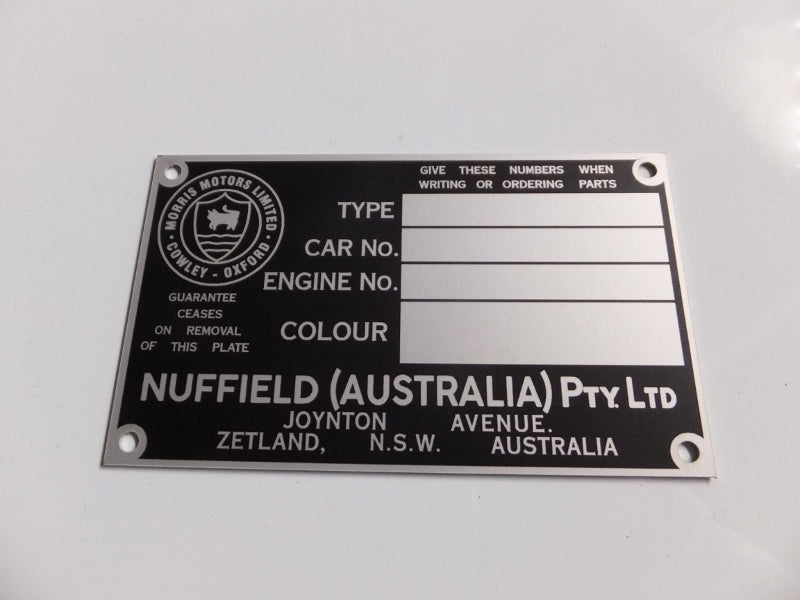 MORRIS MOTORS LIMITED
· COWLEY - OXFORD ·
GIVE THESE NUMBERS WHEN
WRITING OR ORDERING PARTS
TYPE
CAR No.
ENGINE No.
COLOUR
GUARANTEE
CEASES
ON REMOVAL
OF THIS PLATE
NUFFIELD (AUSTRALIA) PTY. LTD
JOYNTON AVENUE.
ZETLAND, N.S.W. AUSTRALIA